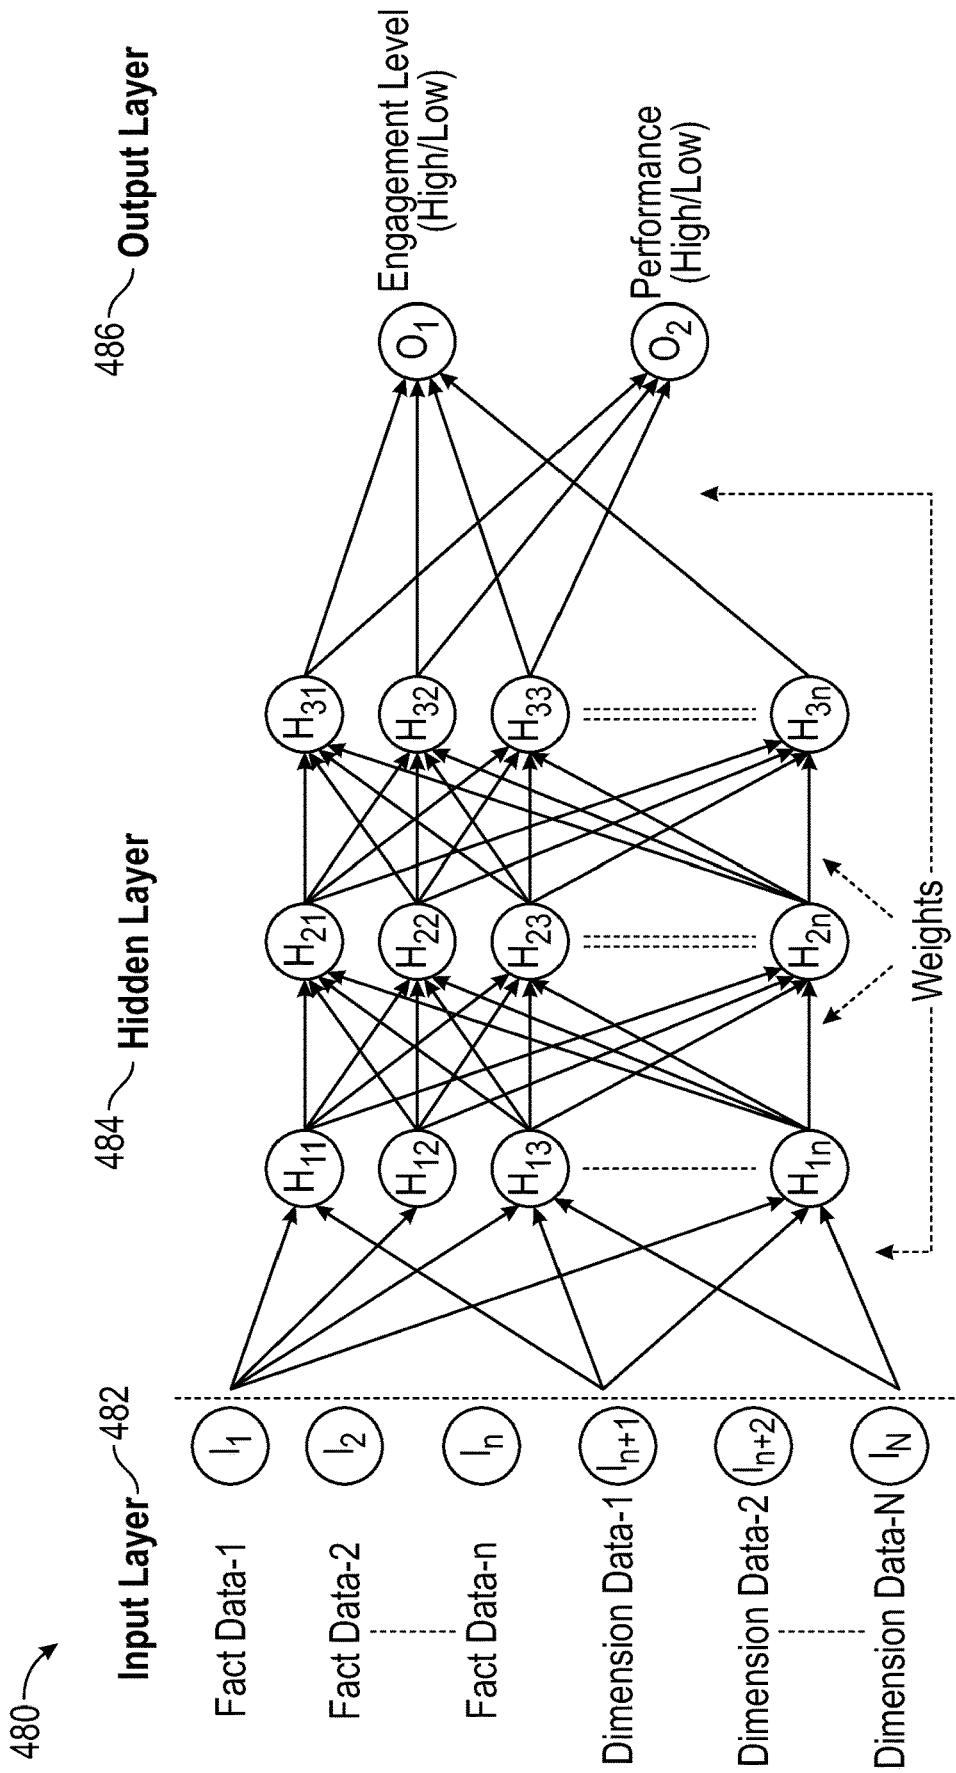 480
Input Layer
482
484
Hidden Layer
486
Output Layer
Fact Data-1
I1
Fact Data-2
I2
Fact Data-n
In
Dimension Data-1
In+1
Dimension Data-2
In+2
Dimension Data-N
IN
H11
H12
H13
H1n
H21
H22
H23
H2n
H31
H32
H33
H3n
O1
Engagement Level
(High/Low)
O2
Performance
(High/Low)
Weights